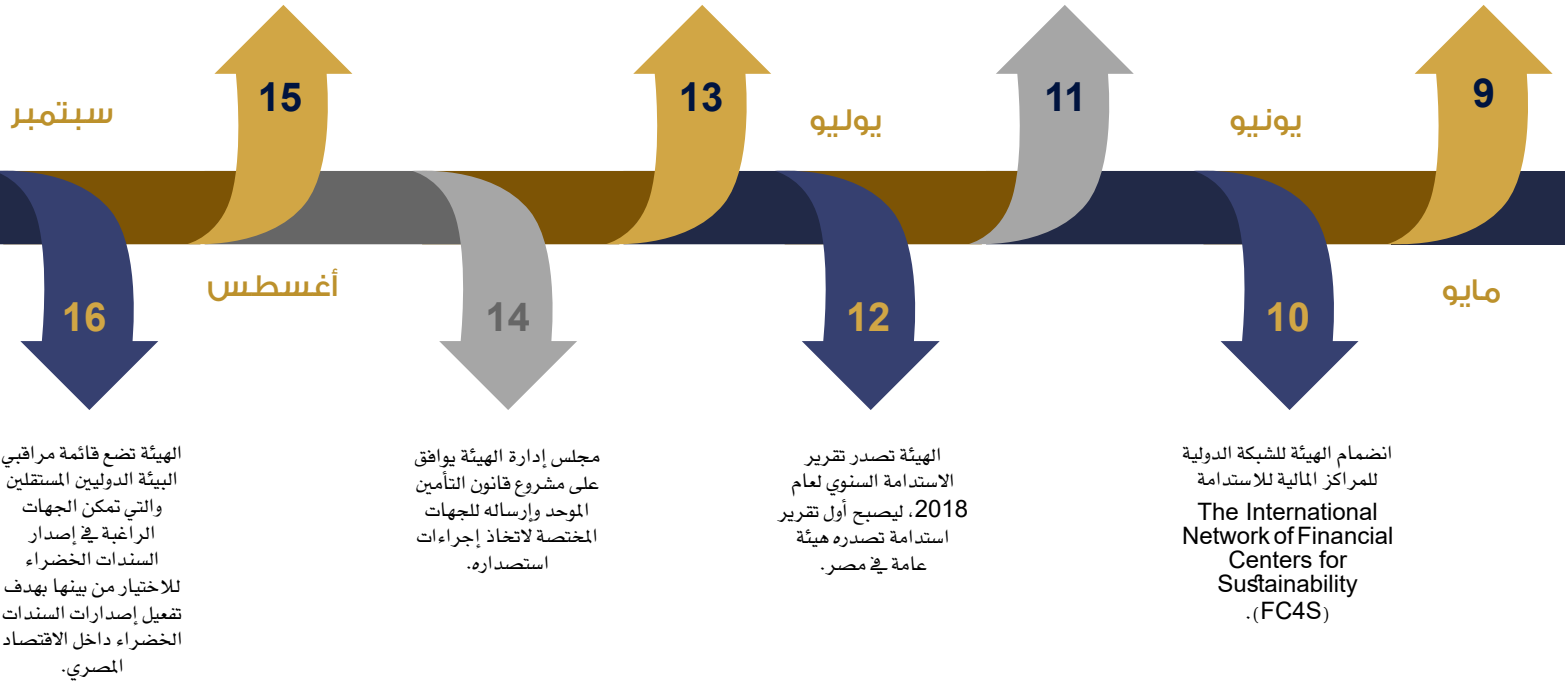 9
مايو
يونيو
10
انضمام الهيئة للشبكة الدولية
للمراكز المالية للاستدامة
The International
Network of Financial
Centers for
Sustainability
(FC4S).
11
يوليو
12
الهيئة تصدر تقرير
الاستدامة السنوي لعام
2018، ليصبح أول تقرير
استدامة تصدره هيئة
عامة في مصر.
13
14
مجلس إدارة الهيئة يوافق
على مشروع قانون التأمين
الموحد وإرساله للجهات
المختصة لاتخاذ إجراءات
استصداره.
أغسطس
15
سبتمبر
16
الهيئة تضع قائمة مراقبي
البيئة الدوليين المستقلين
والتي تمكن الجهات
الراغبة في إصدار
السندات الخضراء
للاختيار من بينها بهدف
تفعيل إصدارات السندات
الخضراء داخل الاقتصاد
المصري.